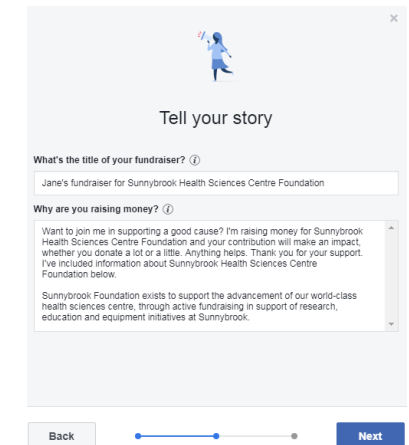 Tell your story
What's the title of your fundraiser?
Jane's fundraiser for Sunnybrook Health Sciences Centre Foundation
Why are you raising money?
Want to join me in supporting a good cause? I'm raising money for Sunnybrook
Health Sciences Centre Foundation and your contribution will make an impact,
whether you donate a lot or a little. Anything helps. Thank you for your support.
I've included information about Sunnybrook Health Sciences Centre
Foundation below.
Sunnybrook Foundation exists to support the advancement of our world-class
health sciences centre, through active fundraising in support of research,
education and equipment initiatives at Sunnybrook.
Back
Next